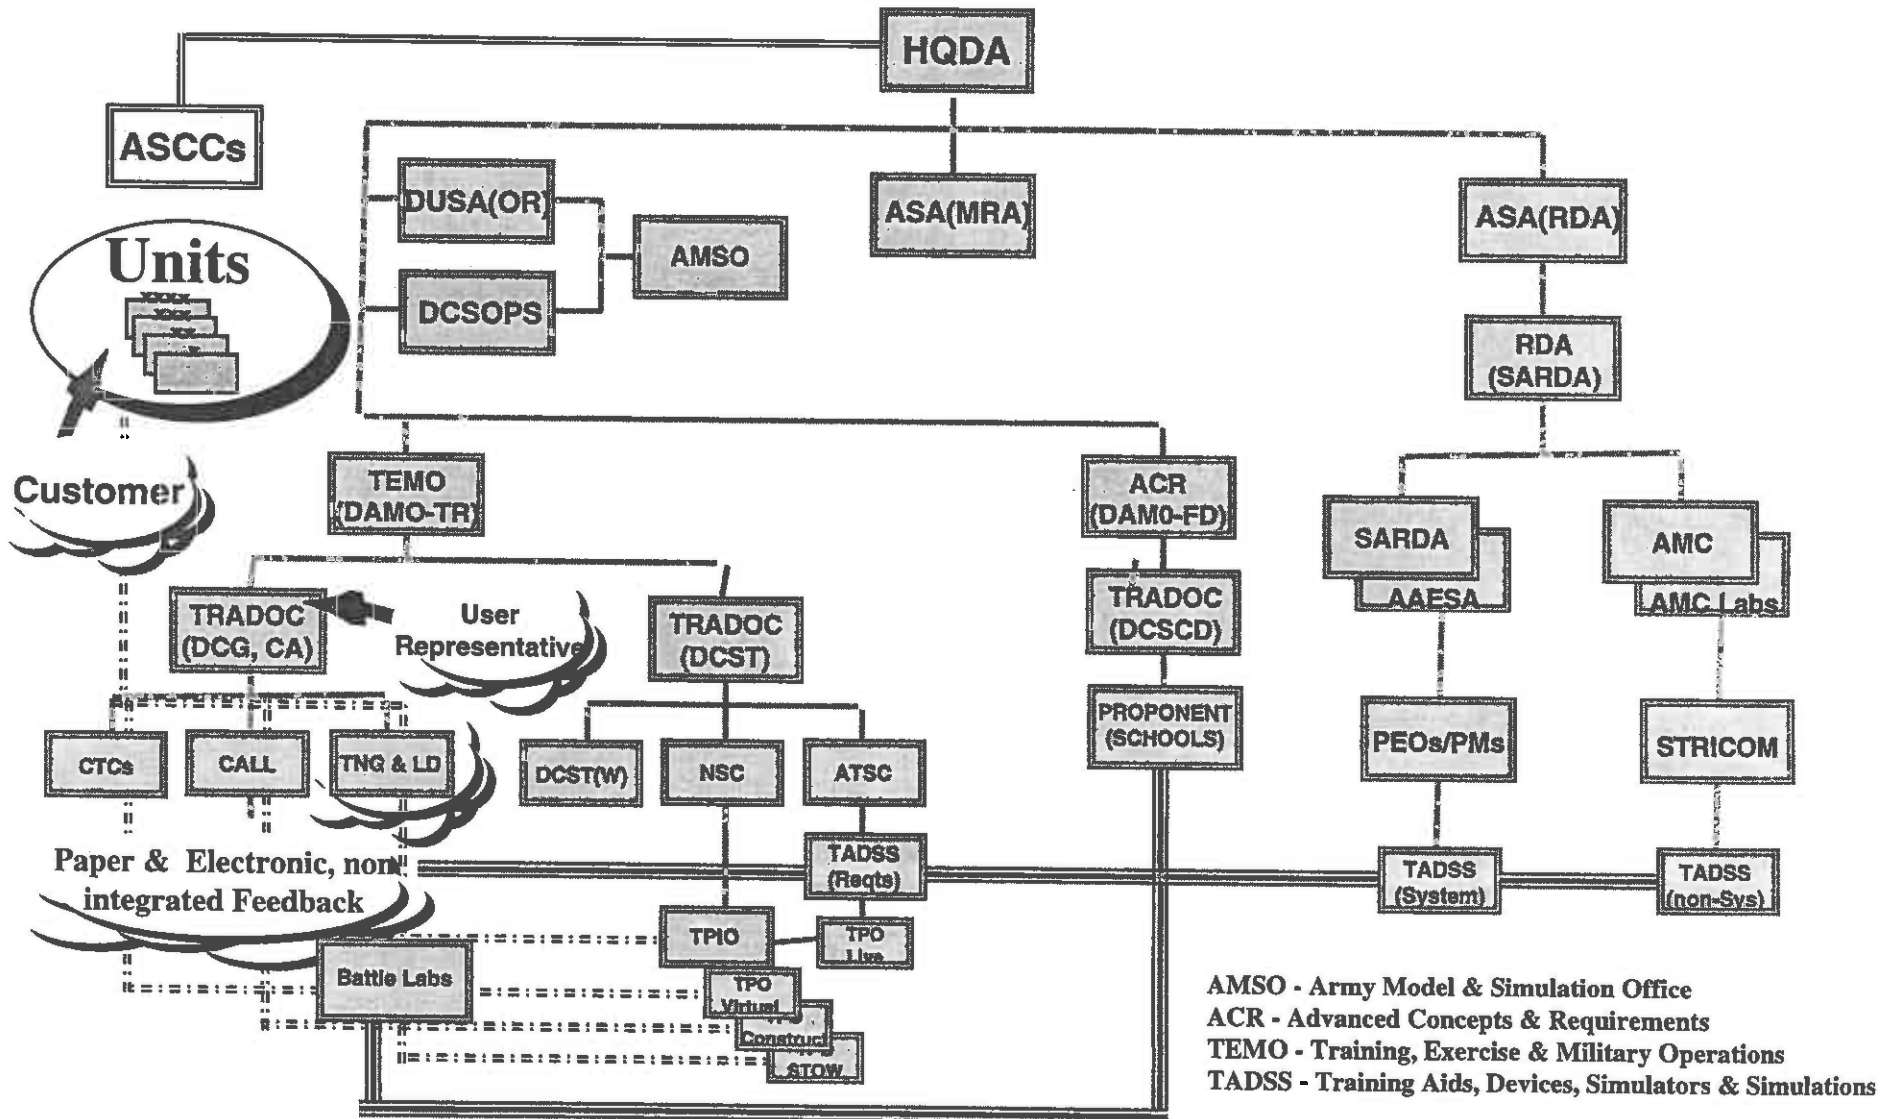 HQDA
ASCCs
DUSA(OR)
ASA(MRA)
ASA(RDA)
AMSO
Units
xxxx
xxx
xx
x
DCSOPS
RDA
(SARDA)
Customer
TEMO
(DAMO-TR)
ACR
(DAM0-FD)
SARDA
AAESA
AMC
AMC Labs
TRADOC
(DCG, CA)
User
Representative
TRADOC
(DCST)
TRADOC
(DCSCD)
CTCs
CALL
TNG & LD
DCST(W)
NSC
ATSC
PROPONENT
(SCHOOLS)
PEOs/PMs
STRICOM
Paper & Electronic, non
integrated Feedback
TADSS
(Reqts)
TADSS
(System)
TADSS
(non-Sys)
TPIO
TPO
Live
Battle Labs
TPO
Virtual
Construct
STOW
AMSO - Army Model & Simulation Office
ACR - Advanced Concepts & Requirements
TEMO - Training, Exercise & Military Operations
TADSS - Training Aids, Devices, Simulators & Simulations